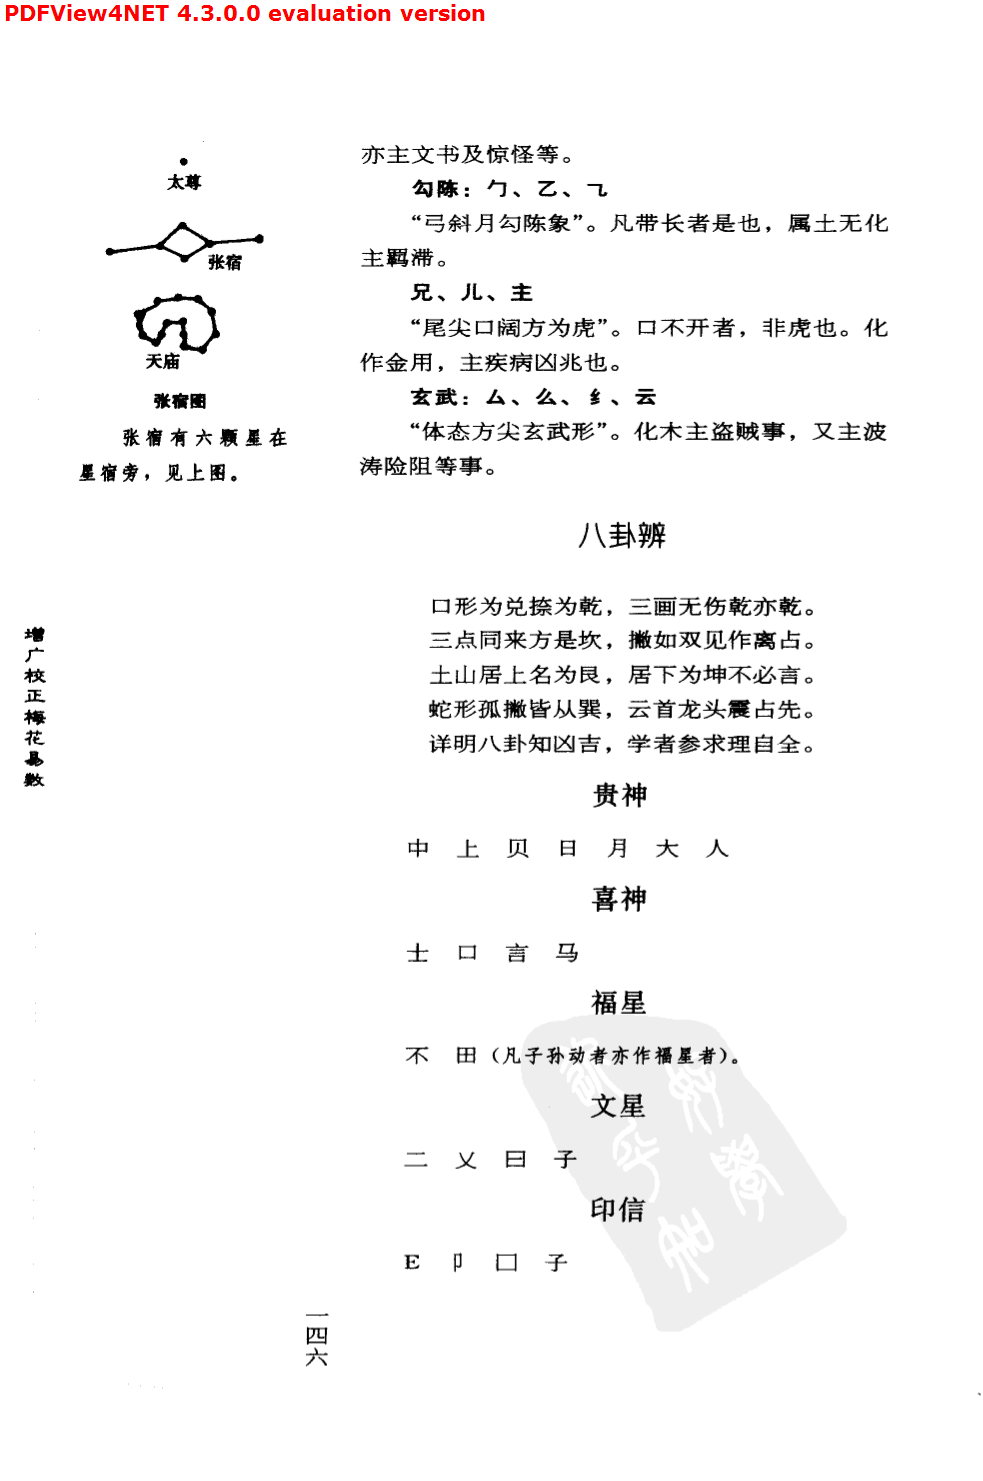 PDFView4NET 4.3.0.0 evaluation version
太尊
张宿
天庙
张宿图
张宿有六颗星在
星宿旁，见上图。
增广校正梅花易数
亦主文书及惊怪等。
勾陈：勹、乙、⺄
“弓斜月勾陈象”。凡带长者是也，属土无化
主羁滞。
兄、儿、主
“尾尖口阔方为虎”。口不开者，非虎也。化
作金用，主疾病凶兆也。
玄武：厶、么、纟、云
“体态方尖玄武形”。化木主盗贼事，又主波
涛险阻等事。
八卦辨
口形为兑捺为乾，三画无伤乾亦乾。
三点同来方是坎，撇如双见作离占。
土山居上名为艮，居下为坤不必言。
蛇形孤撇皆从巽，云首龙头震占先。
详明八卦知凶吉，学者参求理自全。
贵神
中 上 贝 日 月 大 人
喜神
士 口 言 马
福星
不 田（凡子孙动者亦作福星者）。
文星
二 乂 曰 子
印信
E 卩 囗 子
一四六